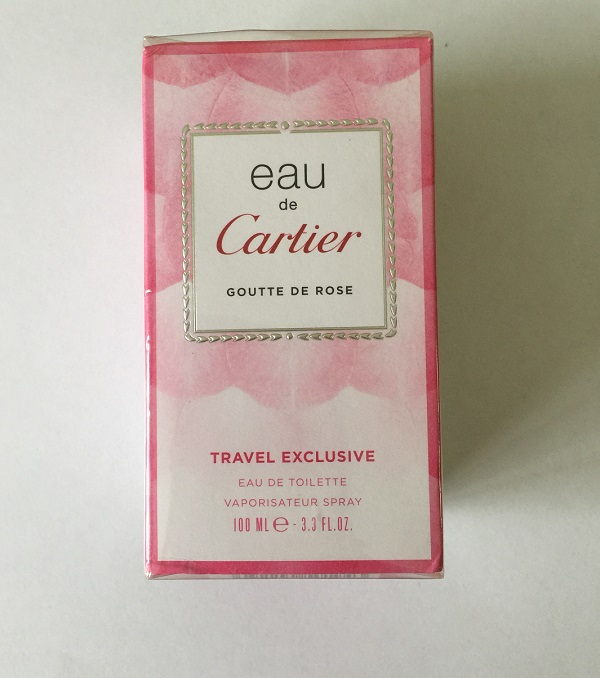 eau
de
Cartier
GOUTTE DE ROSE
TRAVEL EXCLUSIVE
EAU DE TOILETTE
VAPORISATEUR SPRAY
100 ML ℮ - 3.3 FL.OZ.